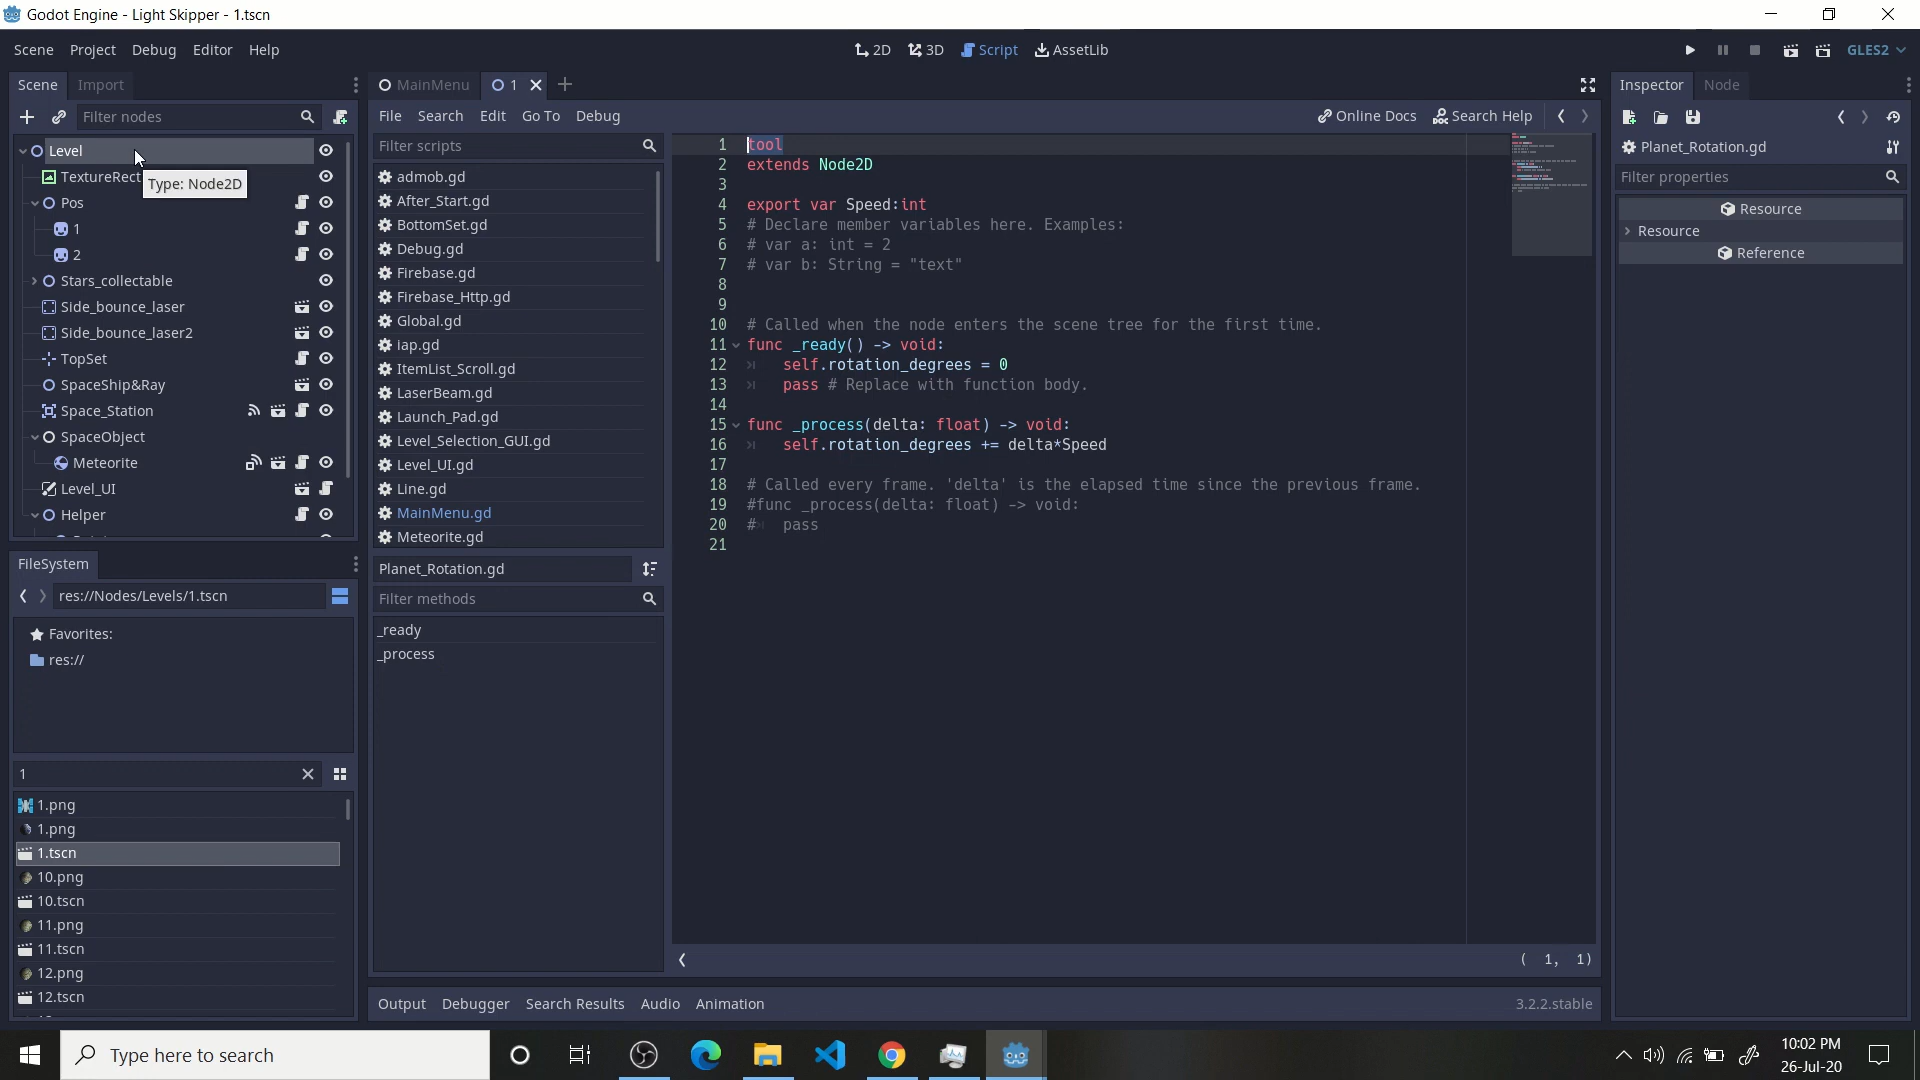 Godot Engine - Light Skipper - 1.tscn
Scene Project Debug Editor Help
2D 3D Script AssetLib
GLES2
Scene Import
Filter nodes
Level
Type: Node2D
TextureRect
Pos
1
2
Stars_collectable
Side_bounce_laser
Side_bounce_laser2
TopSet
SpaceShip&Ray
Space_Station
SpaceObject
Meteorite
Level_UI
Helper
FileSystem
res://Nodes/Levels/1.tscn
Favorites:
res://
1
1.png
1.png
1.tscn
10.png
10.tscn
11.png
11.tscn
12.png
12.tscn
MainMenu 1
File Search Edit Go To Debug
Online Docs Search Help
Filter scripts
admob.gd
After_Start.gd
BottomSet.gd
Debug.gd
Firebase.gd
Firebase_Http.gd
Global.gd
iap.gd
ItemList_Scroll.gd
LaserBeam.gd
Launch_Pad.gd
Level_Selection_GUI.gd
Level_UI.gd
Line.gd
MainMenu.gd
Meteorite.gd
Planet_Rotation.gd
Filter methods
_ready
_process
1 tool
2 extends Node2D
3
4 export var Speed:int
5 # Declare member variables here. Examples:
6 # var a: int = 2
7 # var b: String = "text"
8
9
10 # Called when the node enters the scene tree for the first time.
11 func _ready() -> void:
12 self.rotation_degrees = 0
13 pass # Replace with function body.
14
15 func _process(delta: float) -> void:
16 self.rotation_degrees += delta*Speed
17
18 # Called every frame. 'delta' is the elapsed time since the previous frame.
19 #func _process(delta: float) -> void:
20 # pass
21
( 1, 1)
Output Debugger Search Results Audio Animation
3.2.2.stable
Inspector Node
Planet_Rotation.gd
Filter properties
Resource
Resource
Reference
Type here to search
10:02 PM
26-Jul-20